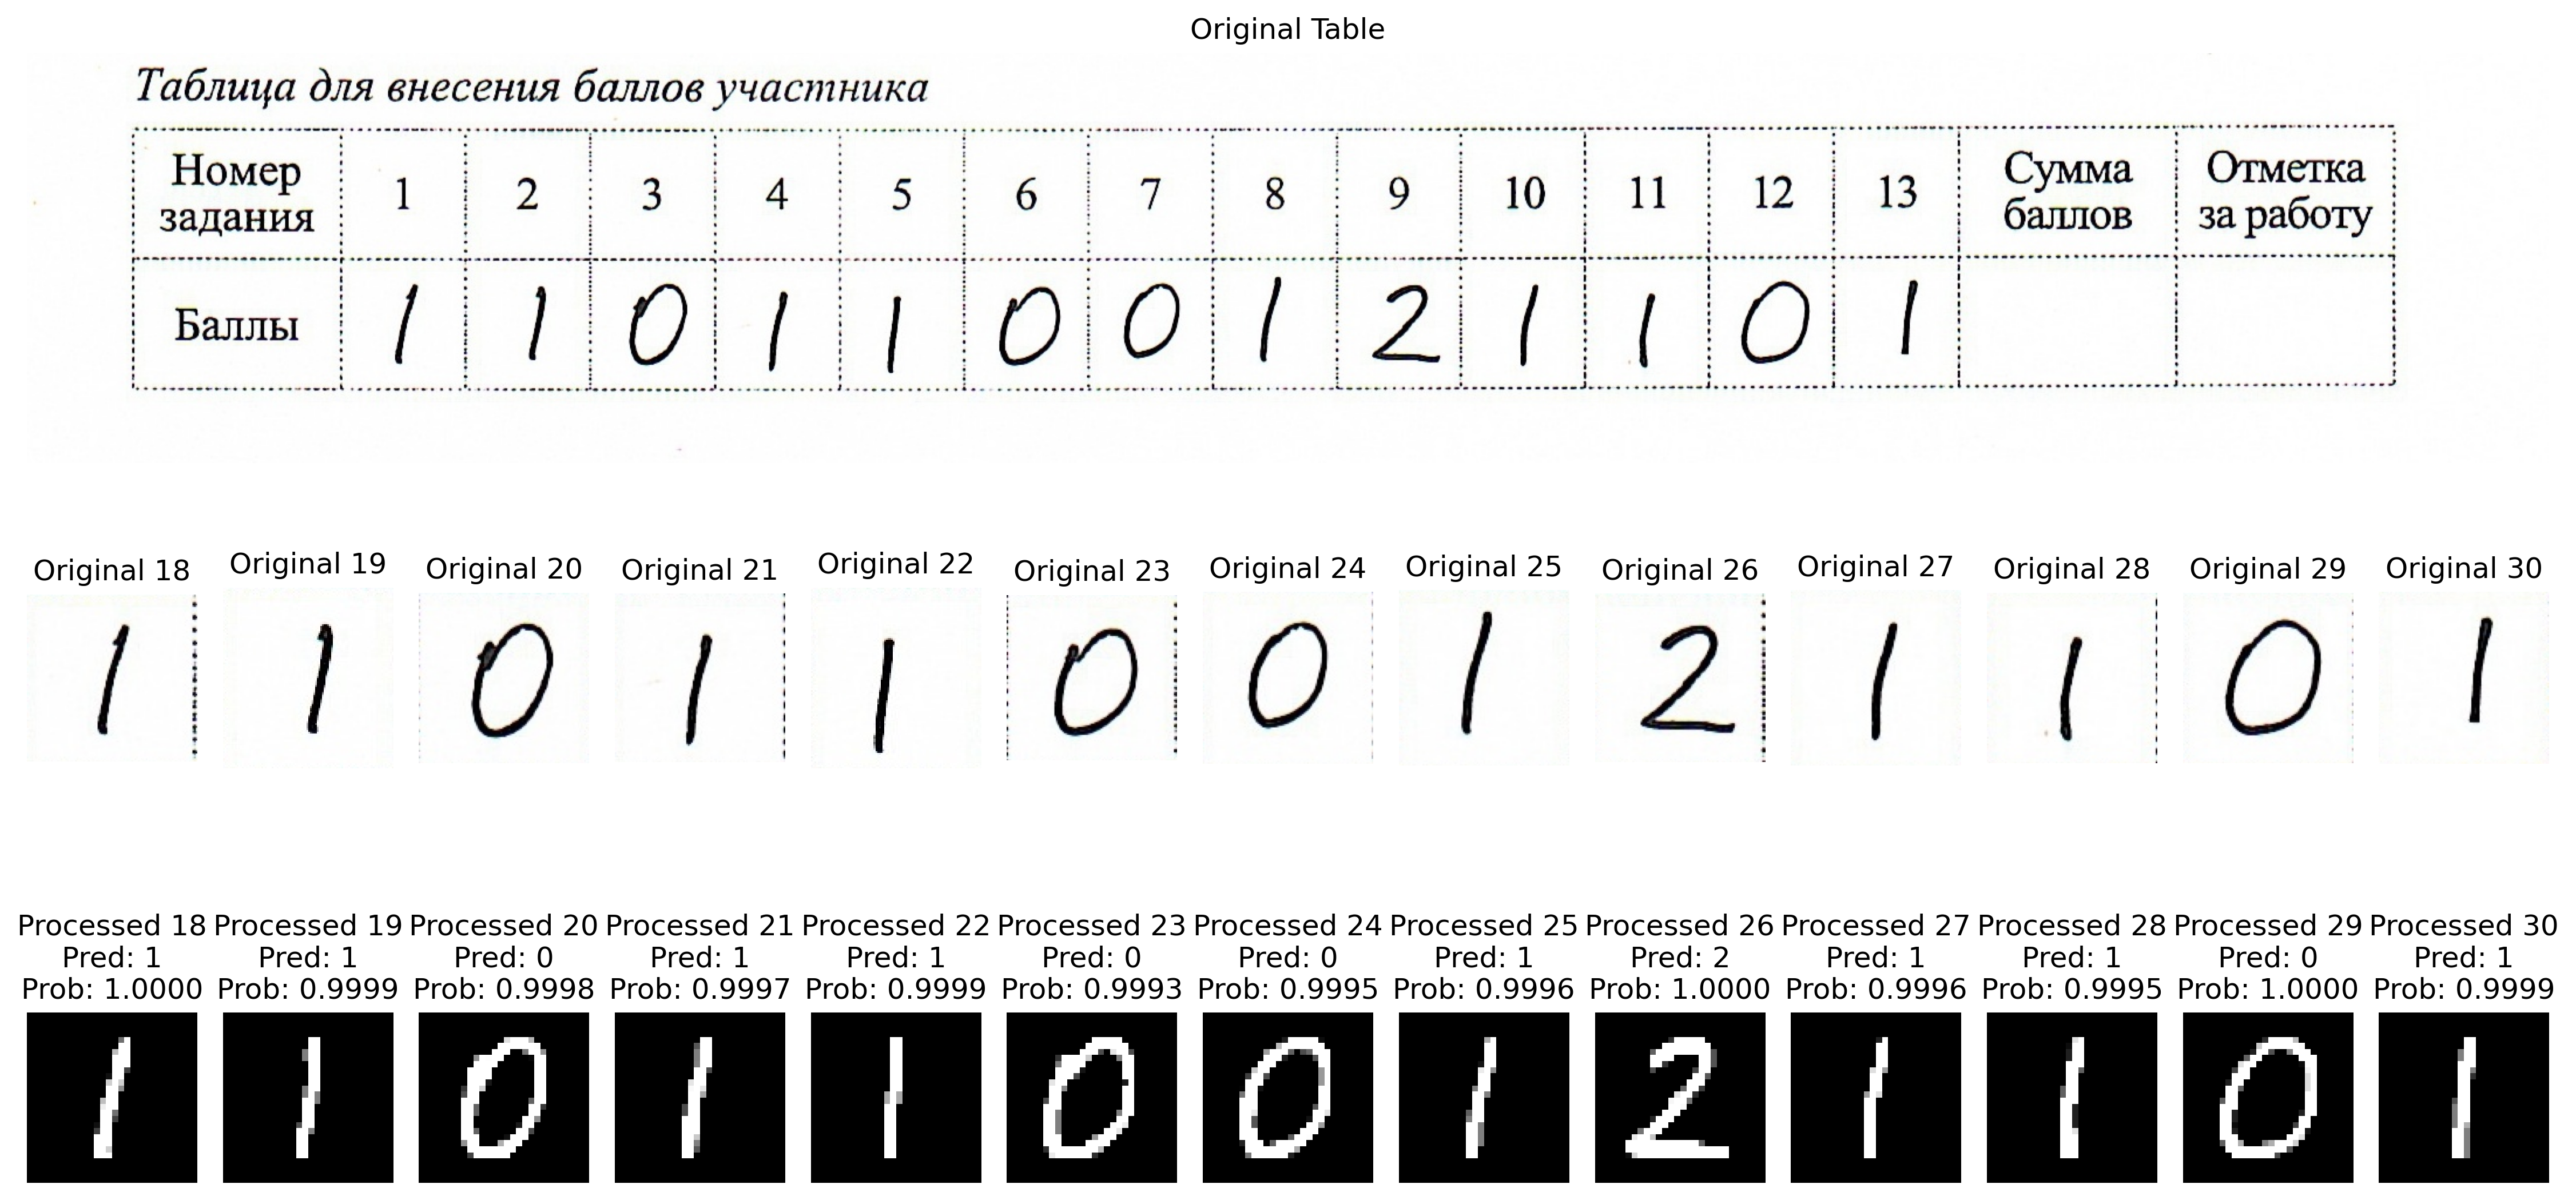 Original Table
Таблица для внесения баллов участника
Номер задания 1 2 3 4 5 6 7 8 9 10 11 12 13 Сумма баллов Отметка за работу
Баллы 1 1 0 1 1 0 0 1 2 1 1 0 1
Original 18 Original 19 Original 20 Original 21 Original 22 Original 23 Original 24 Original 25 Original 26 Original 27 Original 28 Original 29 Original 30
1 1 0 1 1 0 0 1 2 1 1 0 1
Processed 18 Processed 19 Processed 20 Processed 21 Processed 22 Processed 23 Processed 24 Processed 25 Processed 26 Processed 27 Processed 28 Processed 29 Processed 30
Pred: 1 Pred: 1 Pred: 0 Pred: 1 Pred: 1 Pred: 0 Pred: 0 Pred: 1 Pred: 2 Pred: 1 Pred: 1 Pred: 0 Pred: 1
Prob: 1.0000 Prob: 0.9999 Prob: 0.9998 Prob: 0.9997 Prob: 0.9999 Prob: 0.9993 Prob: 0.9995 Prob: 0.9996 Prob: 1.0000 Prob: 0.9996 Prob: 0.9995 Prob: 1.0000 Prob: 0.9999
1 1 0 1 1 0 0 1 2 1 1 0 1